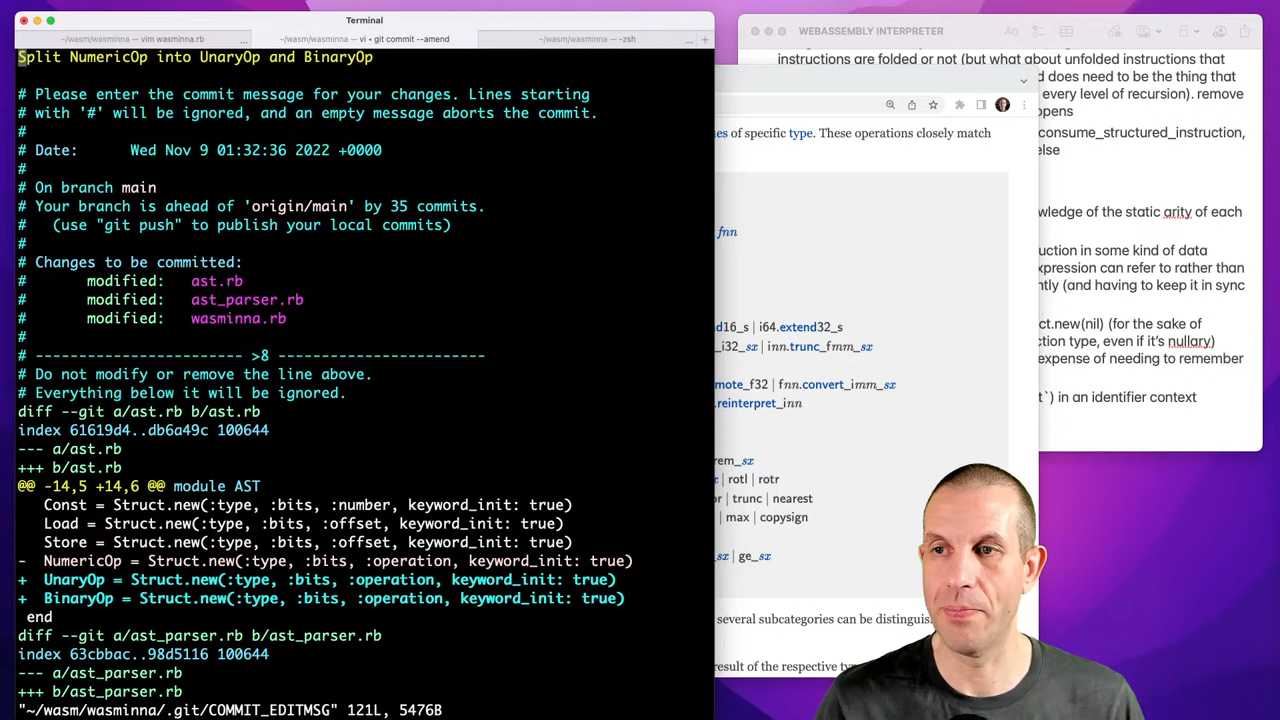 Terminal
~/wasm/wasminna — vim wasminna.rb ...
~/wasm/wasminna — vi • git commit --amend
~/wasm/wasminna — -zsh ... +
Split NumericOp into UnaryOp and BinaryOp
# Please enter the commit message for your changes. Lines starting
# with '#' will be ignored, and an empty message aborts the commit.
#
# Date:      Wed Nov 9 01:32:36 2022 +0000
#
# On branch main
# Your branch is ahead of 'origin/main' by 35 commits.
#   (use "git push" to publish your local commits)
#
# Changes to be committed:
#       modified:   ast.rb
#       modified:   ast_parser.rb
#       modified:   wasminna.rb
#
# ------------------------ >8 ------------------------
# Do not modify or remove the line above.
# Everything below it will be ignored.
diff --git a/ast.rb b/ast.rb
index 61619d4..db6a49c 100644
--- a/ast.rb
+++ b/ast.rb
@@ -14,5 +14,6 @@ module AST
   Const = Struct.new(:type, :bits, :number, keyword_init: true)
   Load = Struct.new(:type, :bits, :offset, keyword_init: true)
   Store = Struct.new(:type, :bits, :offset, keyword_init: true)
-  NumericOp = Struct.new(:type, :bits, :operation, keyword_init: true)
+  UnaryOp = Struct.new(:type, :bits, :operation, keyword_init: true)
+  BinaryOp = Struct.new(:type, :bits, :operation, keyword_init: true)
 end
diff --git a/ast_parser.rb b/ast_parser.rb
index 63cbbac..98d5116 100644
--- a/ast_parser.rb
+++ b/ast_parser.rb
"~/wasm/wasminna/.git/COMMIT_EDITMSG" 121L, 5476B
WEBASSEMBLY INTERPRETER
Aa
instructions are folded or not (but what about unfolded instructions that
d does need to be the thing that
every level of recursion). remove
opens
consume_structured_instruction,
else
wledge of the static arity of each
uction in some kind of data
xpression can refer to rather than
ntly (and having to keep it in sync
ct.new(nil) (for the sake of
ction type, even if it's nullary)
expense of needing to remember
t`) in an identifier context
es of specific type. These operations closely match
fnn
d16_s | i64.extend32_s
_i32_sx | inn.trunc_fmm_sx
mote_f32 | fnn.convert_imm_sx
.reinterpret_inn
rem_sx
| rotl | rotr
or | trunc | nearest
| max | copysign
_sx | ge_sx
several subcategories can be distinguish
result of the respective typ